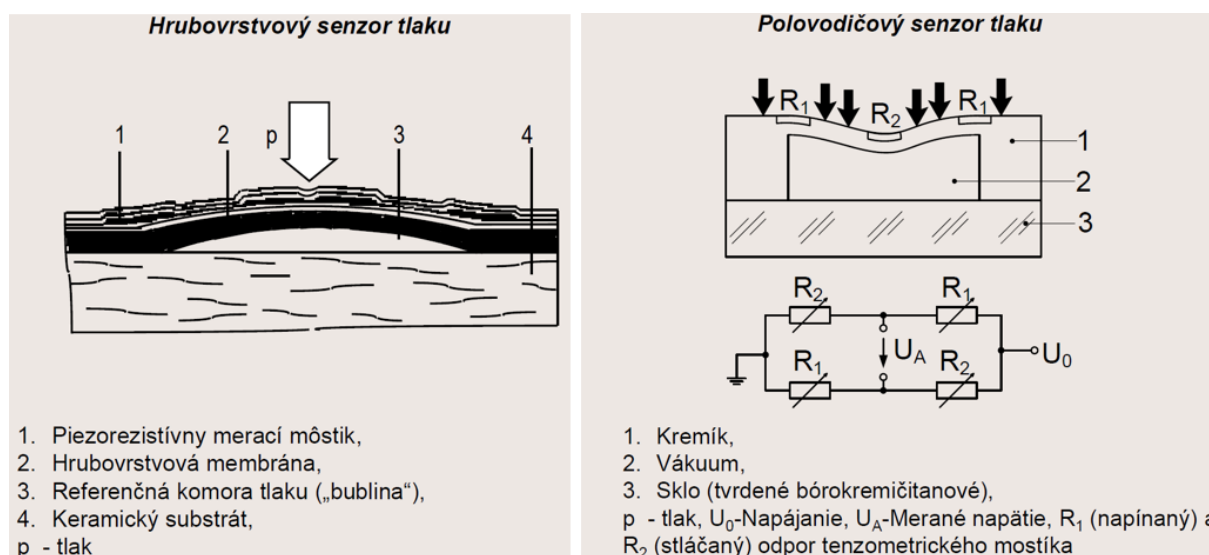 Hrubovrstvový senzor tlaku
1 2 p 3 4
1. Piezorezistívny merací môstik,
2. Hrubovrstvová membrána,
3. Referenčná komora tlaku („bublina“),
4. Keramický substrát,
p - tlak
Polovodičový senzor tlaku
R1 R2 R1
1
2
3
R2 R1
UA U0
R1 R2
1. Kremík,
2. Vákuum,
3. Sklo (tvrdené bórokremičitanové),
p - tlak, U0-Napájanie, UA-Merané napätie, R1 (napínaný) a
R2 (stláčaný) odpor tenzometrického mostíka